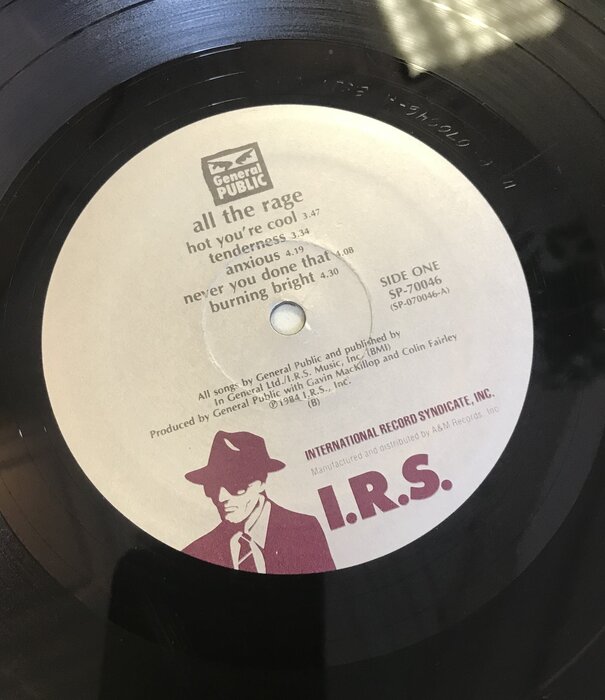 General
PUBLIC
all the rage
hot you're cool 3.47
tenderness 3.34
anxious 4.19
never you done that 4.08
burning bright 4.30
SIDE ONE
SP-70046
(SP-070046-A)
All songs by General Public and published by
In General Ltd./I.R.S. Music, Inc. (BMI)
Produced by General Public with Gavin MacKillop and Colin Fairley
℗1984 I.R.S., Inc.
(B)
INTERNATIONAL RECORD SYNDICATE, INC.
Manufactured and distributed by A&M Records, Inc
I.R.S.